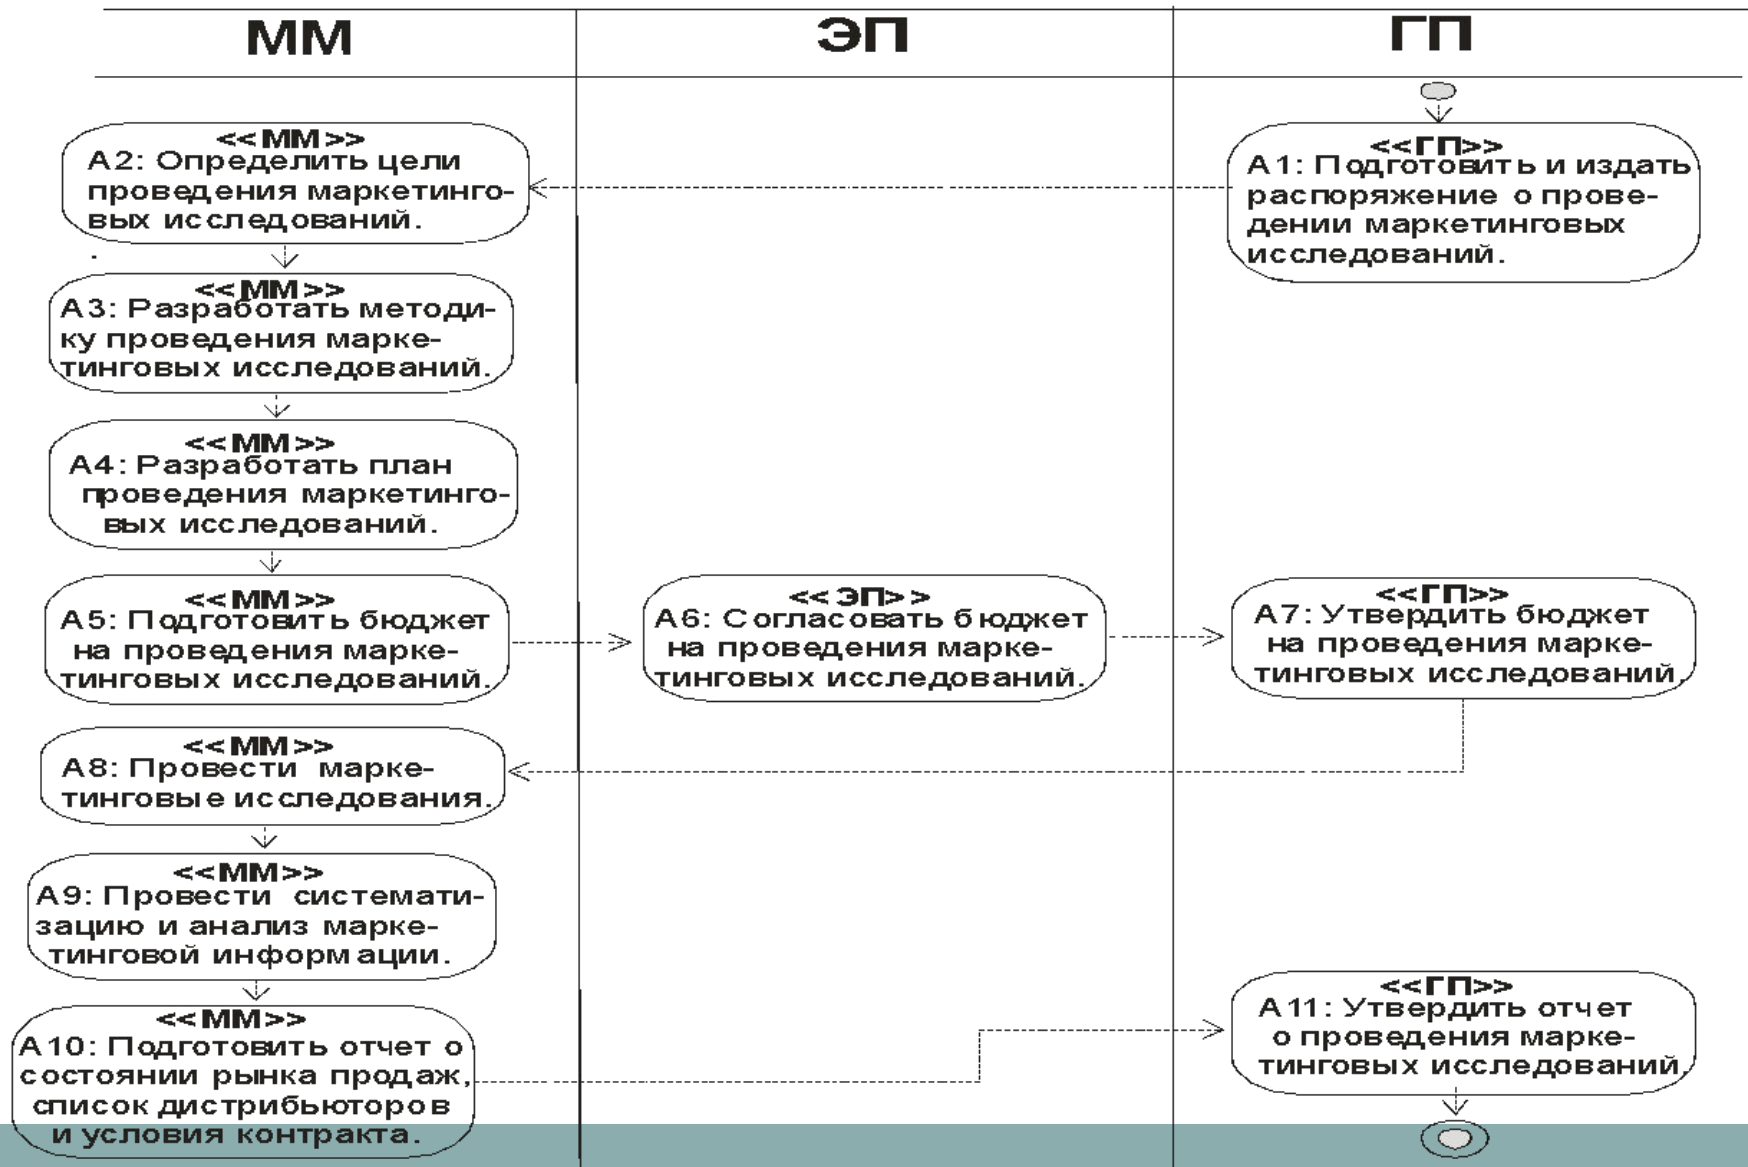 ММ
ЭП
ГП
<<ГП>>
А1: Подготовить и издать
распоряжение о прове-
дении маркетинговых
исследований.
<<ММ>>
А2: Определить цели
проведения маркетинго-
вых исследований.
.
<<ММ>>
А3: Разработать методи-
ку проведения марке-
тинговых исследований.
<<ММ>>
А4: Разработать план
проведения маркетинго-
вых исследований.
<<ММ>>
А5: Подготовить бюджет
на проведения марке-
тинговых исследований.
<<ЭП>>
А6: Согласовать бюджет
на проведения марке-
тинговых исследований.
<<ГП>>
А7: Утвердить бюджет
на проведения марке-
тинговых исследований.
<<ММ>>
А8: Провести марке-
тинговые исследования.
<<ММ>>
А9: Провести системати-
зацию и анализ марке-
тинговой информации.
<<ММ>>
А10: Подготовить отчет о
состоянии рынка продаж,
список дистрибьюторов
и условия контракта.
<<ГП>>
А11: Утвердить отчет
о проведения марке-
тинговых исследований.